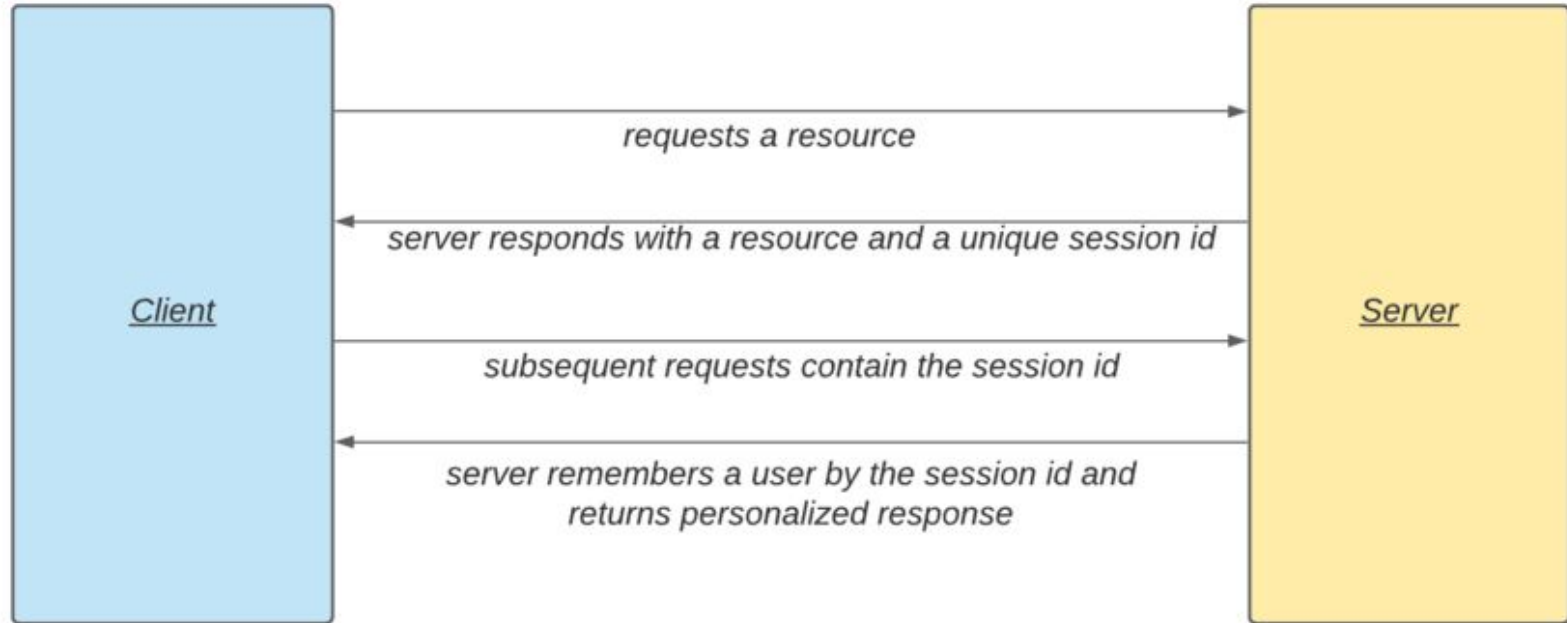 requests a resource
server responds with a resource and a unique session id
Client
Server
subsequent requests contain the session id
server remembers a user by the session id and
returns personalized response